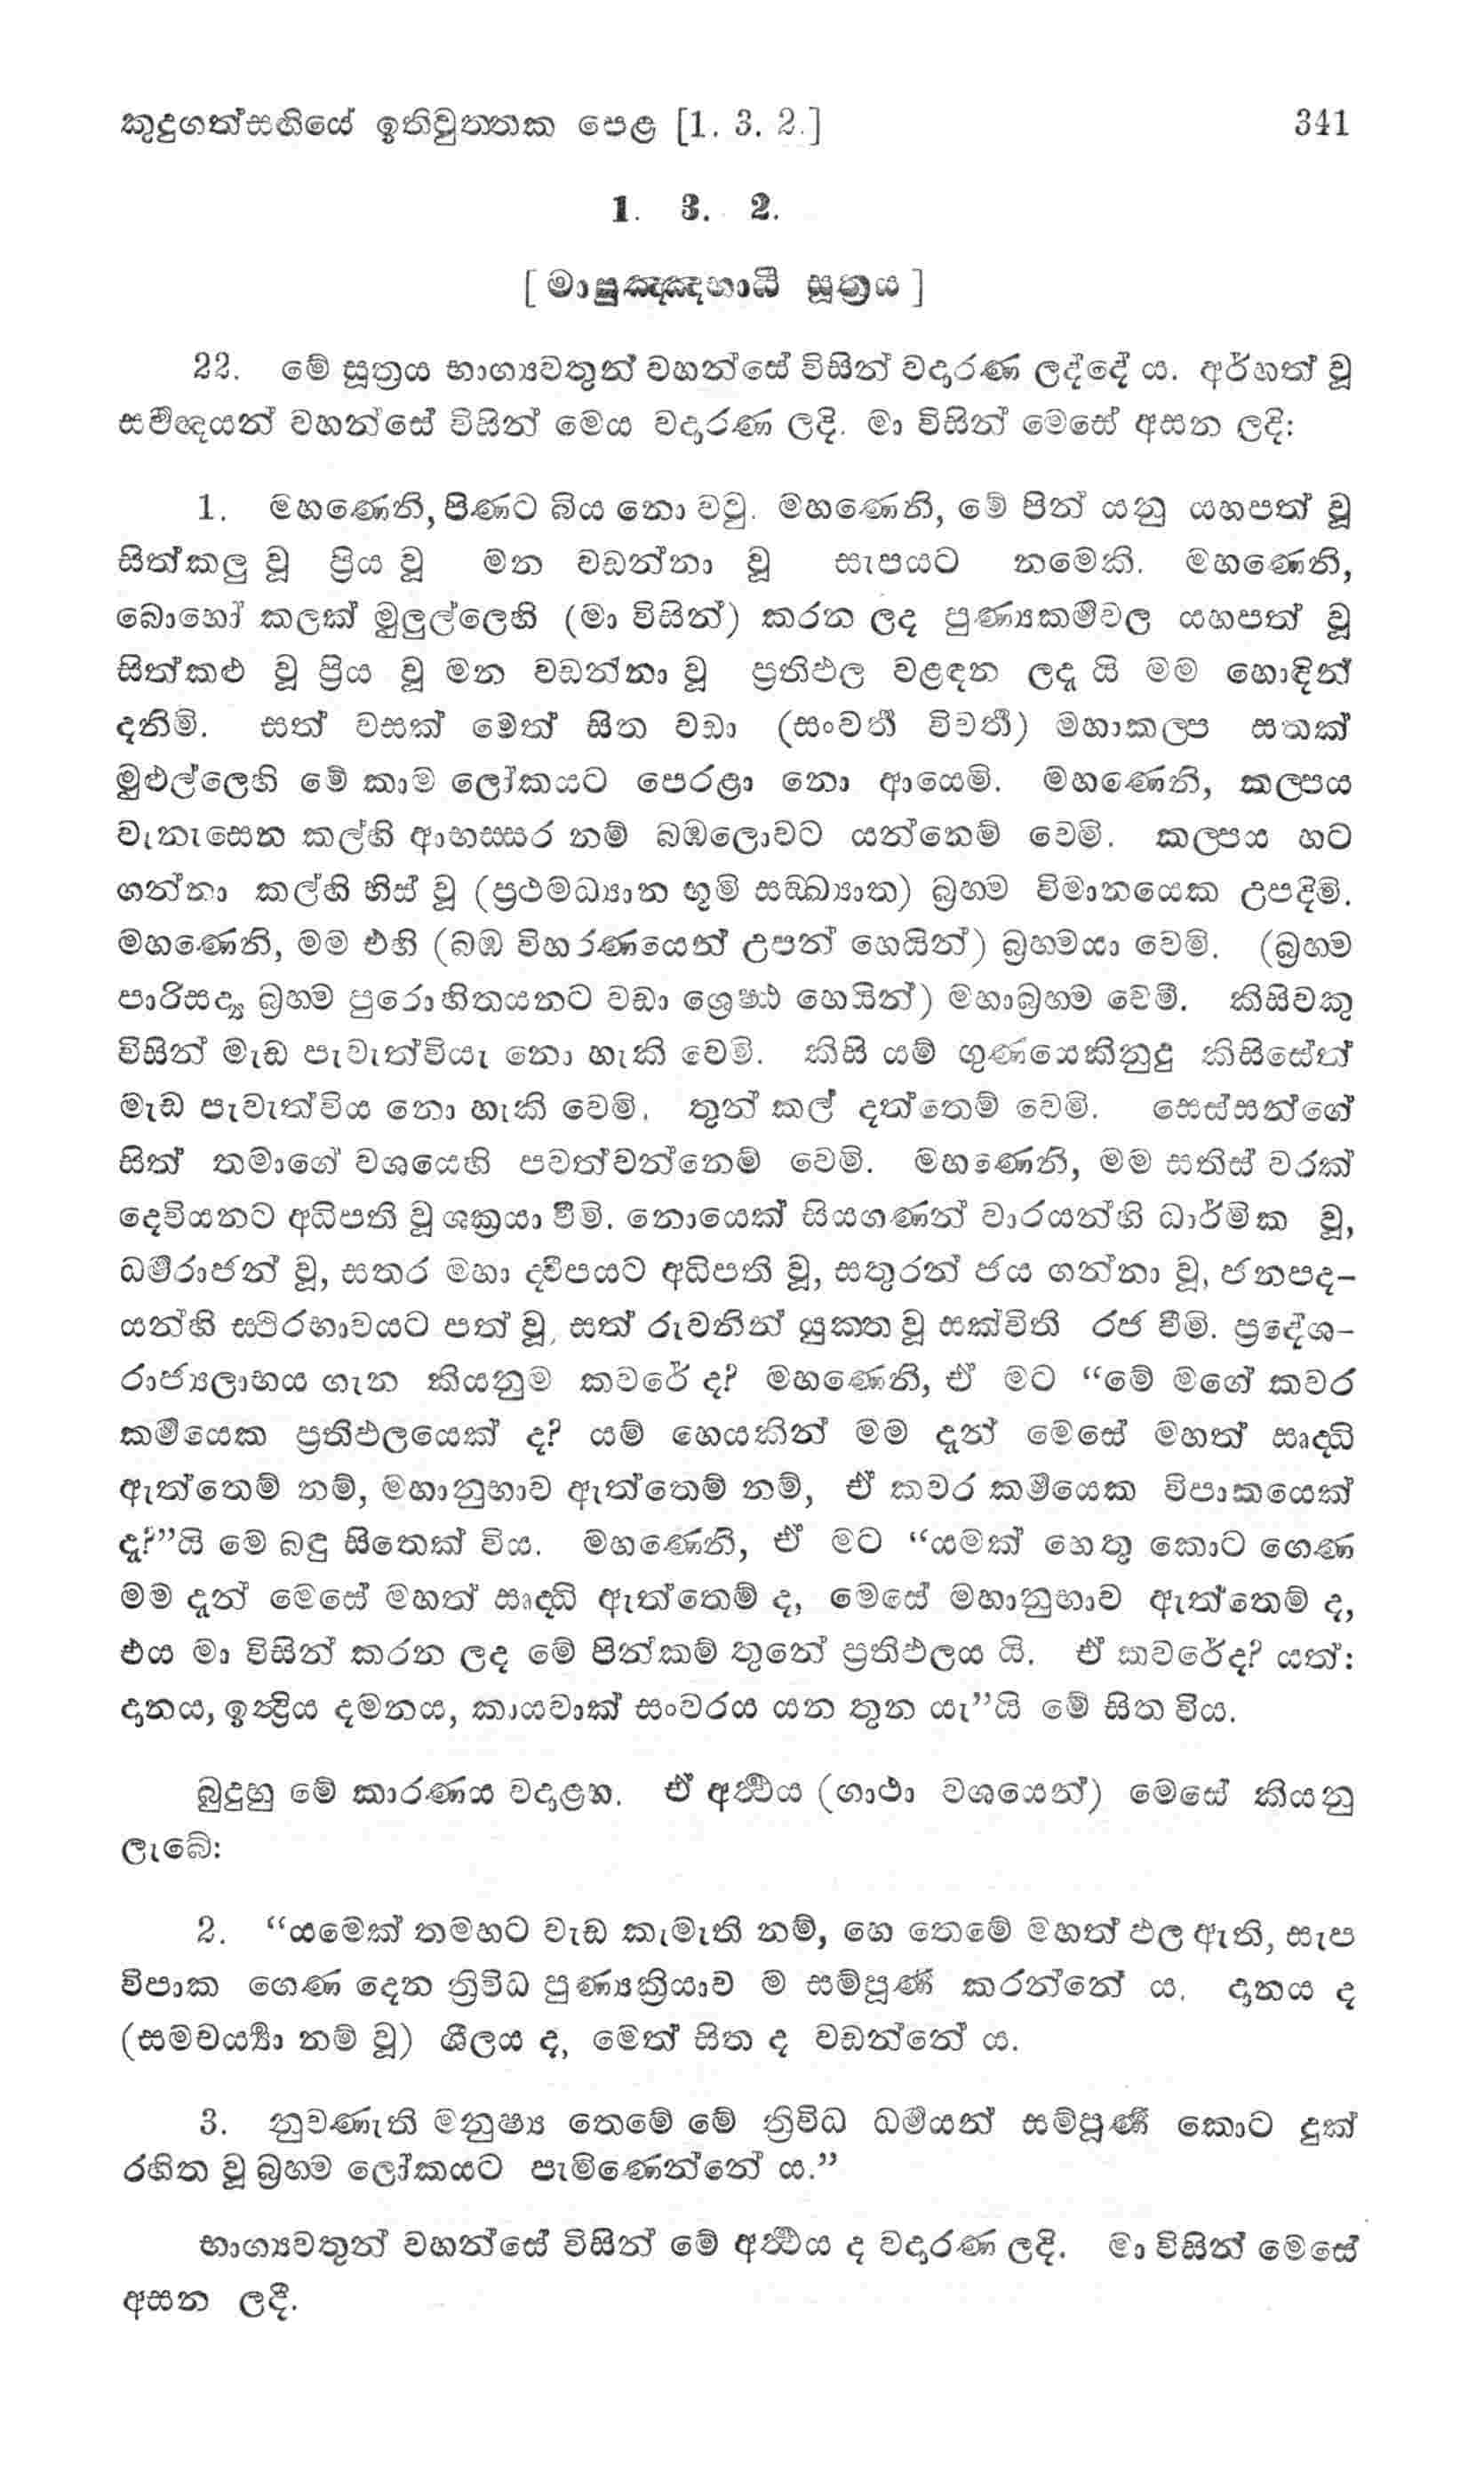 කුදුගත්සඟියේ ඉතිවුත්තක පෙළ [1. 3. 2.] 341
1. 3. 2.
[ මාපුඤ්ඤභායී සූත්‍රය ]
22. මේ සූත්‍රය භාග්‍යවතුන් වහන්සේ විසින් වදාරණ ලද්දේ ය. අර්හත් වූ
සර්‍වඥයන් වහන්සේ විසින් මෙය වදාරණ ලදි. මා විසින් මෙසේ අසන ලදි:
1. මහණෙනි, පිණට බිය නො වවු. මහණෙනි, මේ පින් යනු යහපත් වූ
සිත්කලු වූ ප්‍රිය වූ මන වඩන්නා වූ සැපයට නමෙකි. මහණෙනි,
බොහෝ කලක් මුලුල්ලෙහි (මා විසින්) කරන ලද පුණ්‍යකර්‍මවල යහපත් වූ
සිත්කළු වූ ප්‍රිය වූ මන වඩන්නා වූ ප්‍රතිඵල වළඳන ලදැ යි මම හොඳින්
දනිමි. සත් වසක් මෙත් සිත වඩා (සංවර්‍ත විවර්‍ත) මහාකල්ප සතක්
මුළුල්ලෙහි මේ කාම ලෝකයට පෙරළා නො ආයෙමි. මහණෙනි, කල්පය
වැනැසෙන කල්හි ආභස්සර නම් බඹලොවට යන්නෙම් වෙමි. කල්පය හට
ගන්නා කල්හි හිස් වූ (ප්‍රථමධ්‍යාන භූමි සඞ්ඛ්‍යාත) බ්‍රහ්ම විමානයෙක උපදිමි.
මහණෙනි, මම එහි (බඹ විහරණයෙන් උපන් හෙයින්) බ්‍රහ්මයා වෙමි. (බ්‍රහ්ම
පාරිසද්‍ය බ්‍රහ්ම පුරොහිතයනට වඩා ශ්‍රෙෂ්ඨ හෙයින්) මහාබ්‍රහ්ම වෙමි. කිසිවකු
විසින් මැඩ පැවැත්වියැ නො හැකි වෙමි. කිසි යම් ගුණයෙකිනුදු කිසිසේත්
මැඩ පැවැත්විය නො හැකි වෙමි. තුන් කල් දත්තෙම් වෙමි. සෙස්සන්ගේ
සිත් තමාගේ වශයෙහි පවත්වන්නෙම් වෙමි. මහණෙනි, මම සතිස් වරක්
දෙවියනට අධිපති වූ ශක්‍රයා වීමි. නොයෙක් සියගණන් වාරයන්හි ධාර්මික වූ,
ධර්‍මරාජන් වූ, සතර මහා ද්වීපයට අධිපති වූ, සතුරන් ජය ගන්නා වූ, ජනපද-
යන්හි ස්ථිරභාවයට පත් වූ, සත් රුවනින් යුක්ත වූ සක්විති රජ වීමි. ප්‍රදේශ-
රාජ්‍යලාභය ගැන කියනුම කවරේ ද? මහණෙනි, ඒ මට “මේ මගේ කවර
කර්‍මයෙක ප්‍රතිඵලයෙක් ද? යම් හෙයකින් මම දැන් මෙසේ මහත් ඍද්ධි
ඇත්තෙම් නම්, මහානුභාව ඇත්තෙම් නම්, ඒ කවර කර්‍මයෙක විපාකයෙක්
දැ?”යි මෙ බඳු සිතෙක් විය. මහණෙනි, ඒ මට “යමක් හෙතු කොට ගෙණ
මම දැන් මෙසේ මහත් ඍද්ධි ඇත්තෙම් ද, මෙසේ මහානුභාව ඇත්තෙම් ද,
එය මා විසින් කරන ලද මේ පින්කම් තුනේ ප්‍රතිඵලය යි. ඒ කවරේද? යත්:
දානය, ඉන්ද්‍රිය දමනය, කායවාක් සංවරය යන තුන යැ”යි මේ සිත විය.
බුදුහු මේ කාරණය වදාළහ. ඒ අර්‍ථය (ගාථා වශයෙන්) මෙසේ කියනු
ලැබේ:
2. “යමෙක් තමහට වැඩ කැමැති නම්, හෙ තෙමේ මහත් ඵල ඇති, සැප
විපාක ගෙණ දෙන ත්‍රිවිධ පුණ්‍යක්‍රියාව ම සම්පූර්‍ණ කරන්නේ ය. දානය ද
(සමචර්‍ය්‍යා නම් වූ) ශීලය ද, මෙත් සිත ද වඩන්නේ ය.
3. නුවණැති මනුෂ්‍ය තෙමේ මේ ත්‍රිවිධ ධර්‍මයන් සම්පූර්‍ණ කොට දුක්
රහිත වූ බ්‍රහ්ම ලෝකයට පැමිණෙන්නේ ය.”
භාග්‍යවතුන් වහන්සේ විසින් මේ අර්‍ථය ද වදාරණ ලදි. මා විසින් මෙසේ
අසන ලදී.